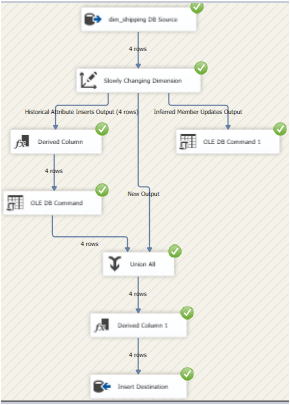 dim_shipping DB Source
4 rows
Slowly Changing Dimension
Historical Attribute Inserts Output (4 rows)
Inferred Member Updates Output
Derived Column
OLE DB Command 1
4 rows
New Output
OLE DB Command
4 rows
Union All
4 rows
Derived Column 1
4 rows
Insert Destination